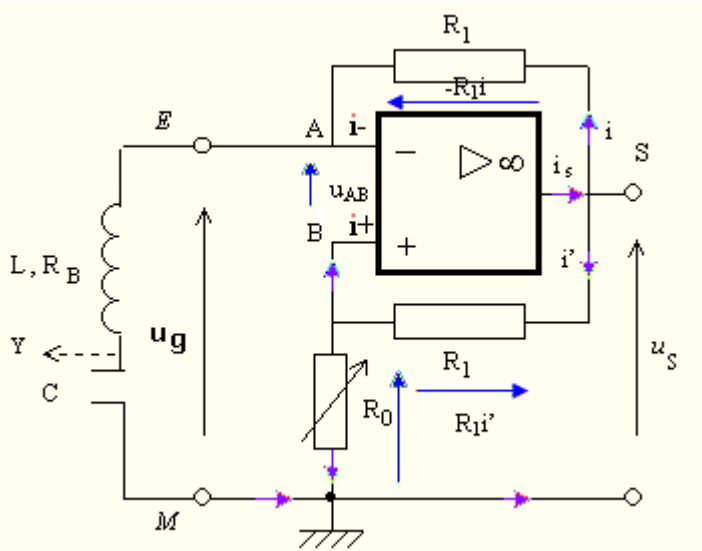 R1
-R1i
E
A
i-
−
▷∞
i
S
is
uAB
B
i+
+
i'
L, RB
ug
Y
C
R0
R1
R1i'
uS
M